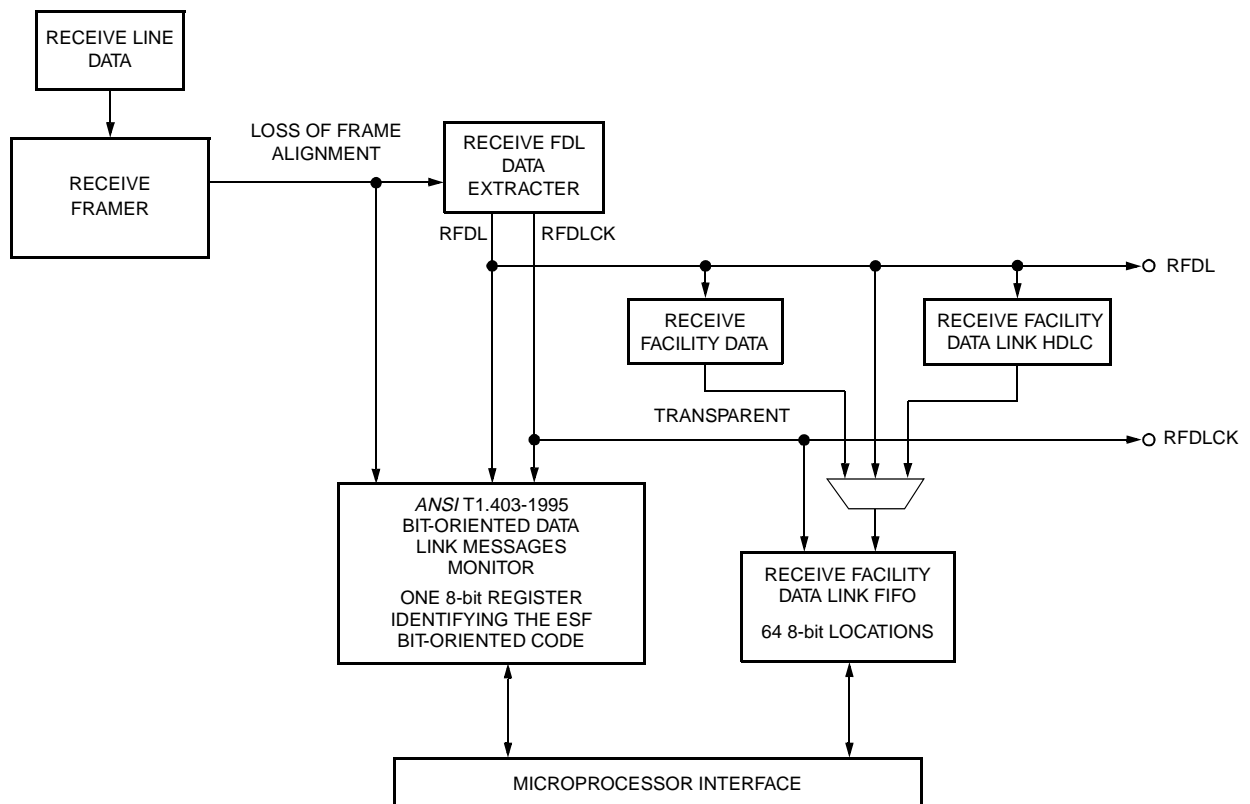 RECEIVE LINE
DATA
RECEIVE
FRAMER
LOSS OF FRAME
ALIGNMENT
RECEIVE FDL
DATA
EXTRACTER
RFDL
RFDLCK
RFDL
RECEIVE
FACILITY DATA
RECEIVE FACILITY
DATA LINK HDLC
TRANSPARENT
RFDLCK
ANSI T1.403-1995
BIT-ORIENTED DATA
LINK MESSAGES
MONITOR
ONE 8-bit REGISTER
IDENTIFYING THE ESF
BIT-ORIENTED CODE
RECEIVE FACILITY
DATA LINK FIFO
64 8-bit LOCATIONS
MICROPROCESSOR INTERFACE